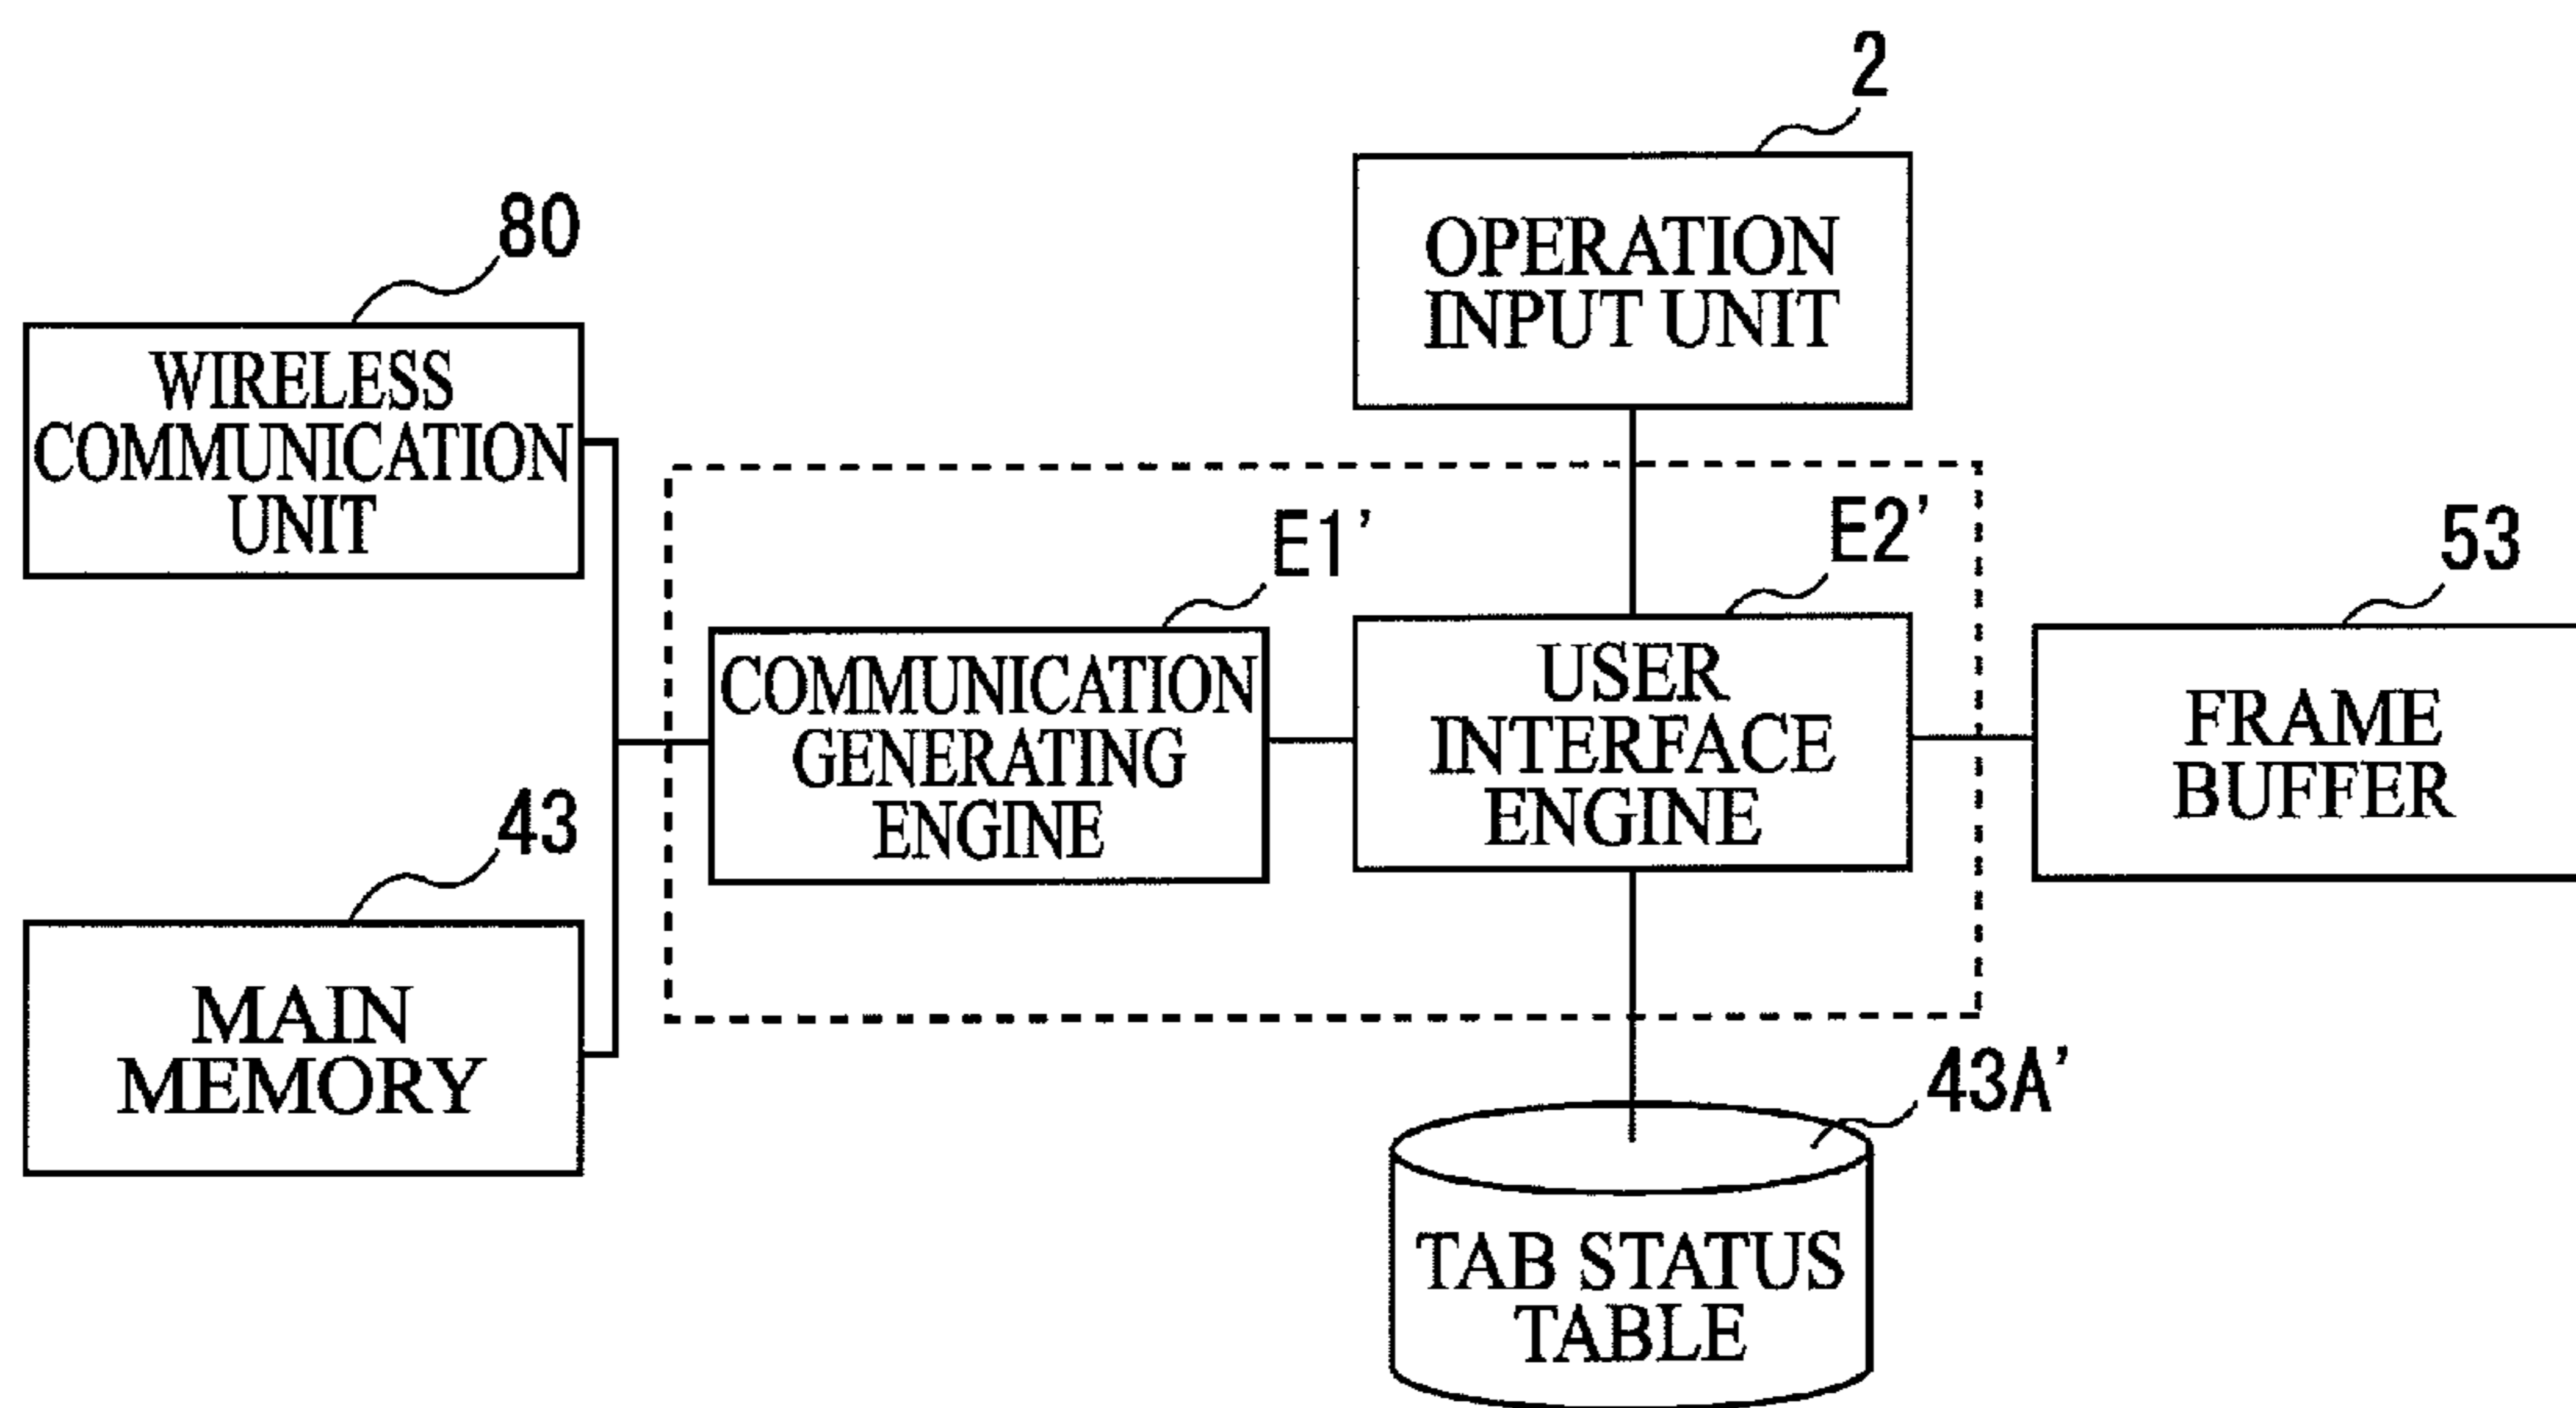 2
OPERATION
INPUT UNIT
80
WIRELESS
COMMUNICATION
UNIT
E1'
COMMUNICATION
GENERATING
ENGINE
E2'
USER
INTERFACE
ENGINE
53
FRAME
BUFFER
43
MAIN
MEMORY
43A'
TAB STATUS
TABLE